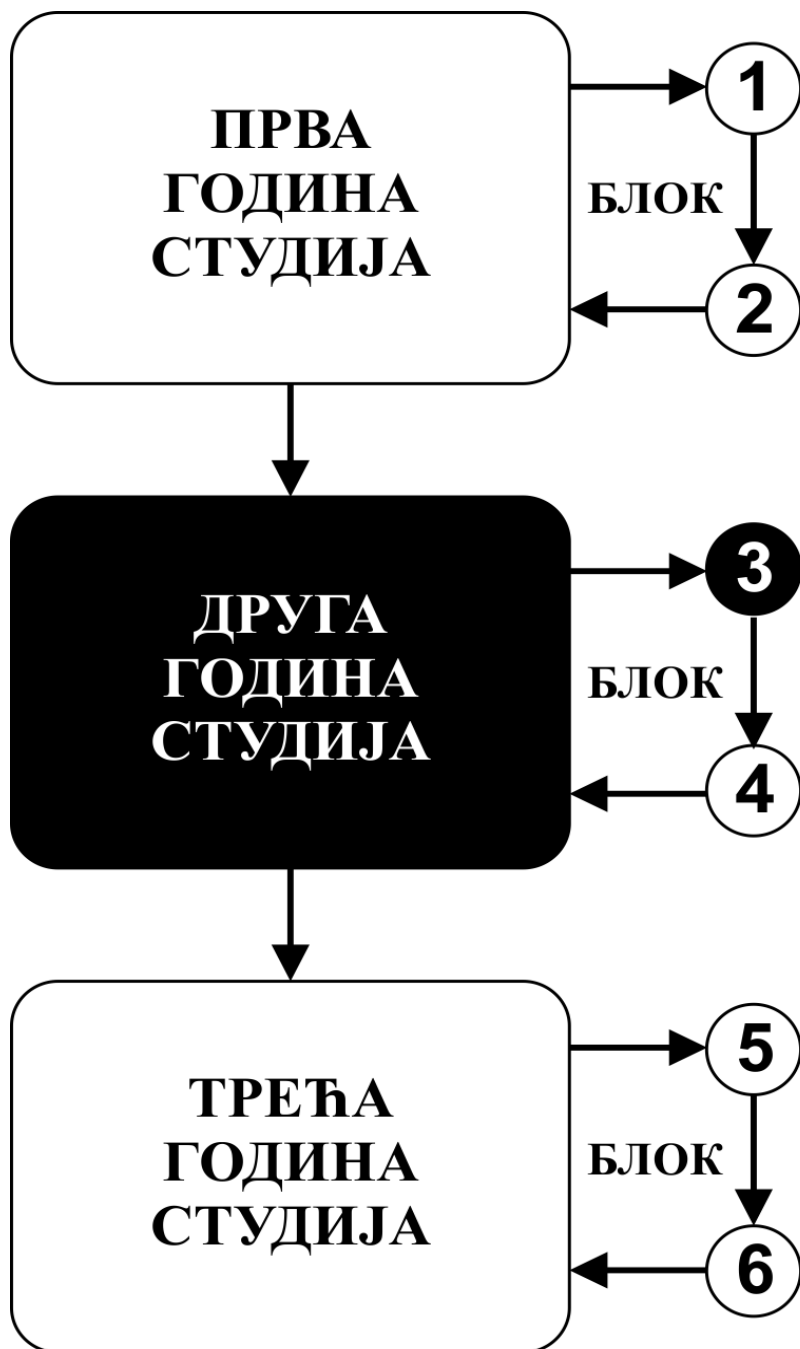 ПРВА
ГОДИНА
СТУДИЈА
1
БЛОК
2
ДРУГА
ГОДИНА
СТУДИЈА
3
БЛОК
4
ТРЕЋА
ГОДИНА
СТУДИЈА
5
БЛОК
6